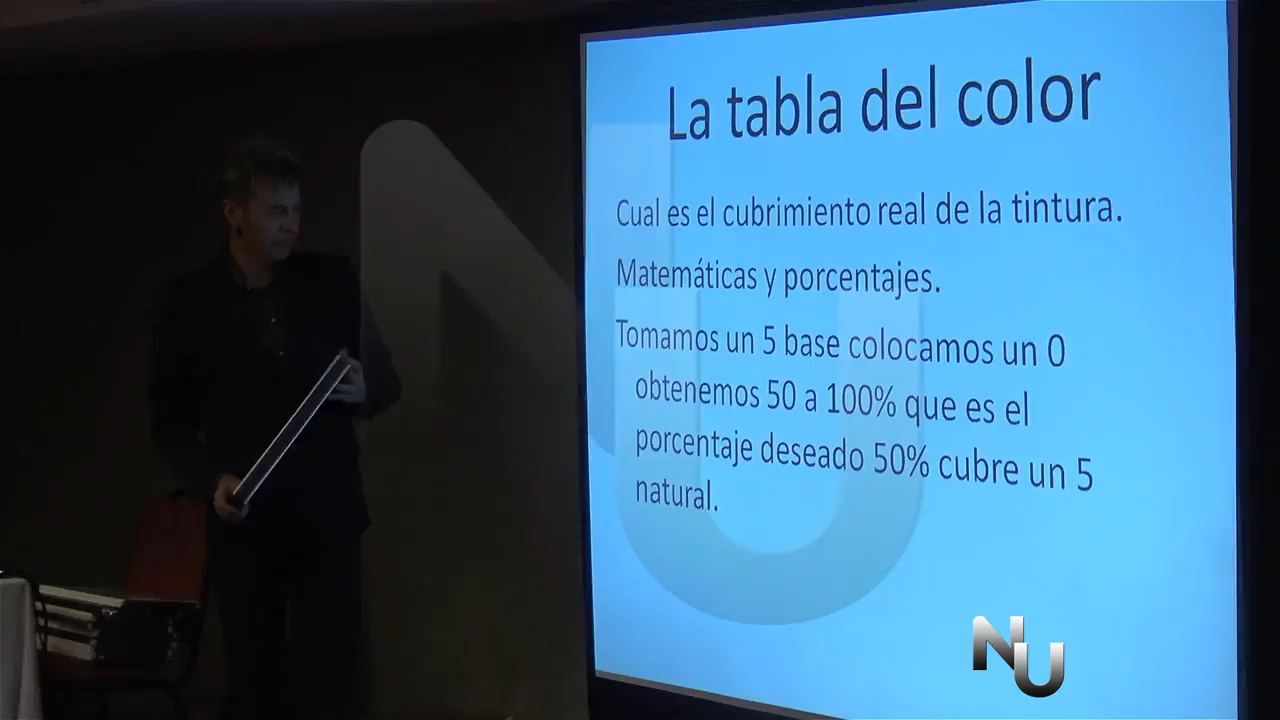 La tabla del color
Cual es el cubrimiento real de la tintura.
Matemáticas y porcentajes.
Tomamos un 5 base colocamos un 0
obtenemos 50 a 100% que es el
porcentaje deseado 50% cubre un 5
natural.
NU